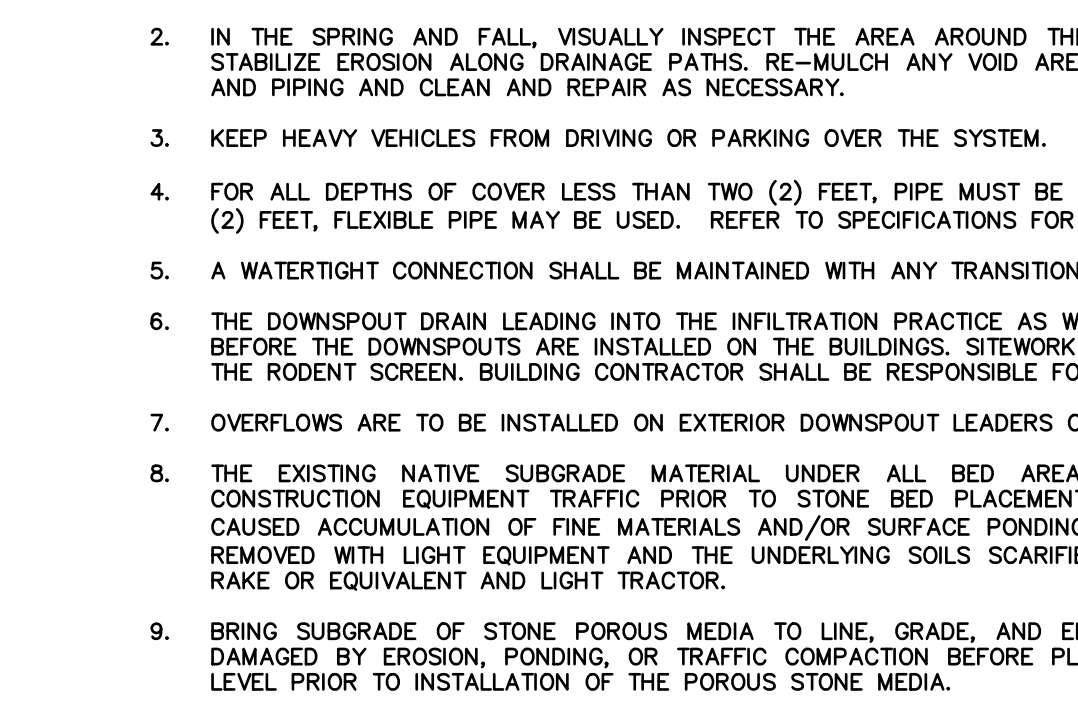 2. IN THE SPRING AND FALL, VISUALLY INSPECT THE AREA AROUND
STABILIZE EROSION ALONG DRAINAGE PATHS. RE-MULCH ANY VOID
AND PIPING AND CLEAN AND REPAIR AS NECESSARY.
3. KEEP HEAVY VEHICLES FROM DRIVING OR PARKING OVER THE SYSTEM.
4. FOR ALL DEPTHS OF COVER LESS THAN TWO (2) FEET, PIPE MUST BE
(2) FEET, FLEXIBLE PIPE MAY BE USED. REFER TO SPECIFICATIONS FOR
5. A WATERTIGHT CONNECTION SHALL BE MAINTAINED WITH ANY TRANSITION
6. THE DOWNSPOUT DRAIN LEADING INTO THE INFILTRATION PRACTICE AS
BEFORE THE DOWNSPOUTS ARE INSTALLED ON THE BUILDINGS. SITEWORK
THE RODENT SCREEN. BUILDING CONTRACTOR SHALL BE RESPONSIBLE
7. OVERFLOWS ARE TO BE INSTALLED ON EXTERIOR DOWNSPOUT LEADERS
8. THE EXISTING NATIVE SUBGRADE MATERIAL UNDER ALL BED
CONSTRUCTION EQUIPMENT TRAFFIC PRIOR TO STONE BED PLACEMENT
CAUSED ACCUMULATION OF FINE MATERIALS AND/OR SURFACE PONDING
REMOVED WITH LIGHT EQUIPMENT AND THE UNDERLYING SOILS
RAKE OR EQUIVALENT AND LIGHT TRACTOR.
9. BRING SUBGRADE OF STONE POROUS MEDIA TO LINE, GRADE, AND
DAMAGED BY EROSION, PONDING, OR TRAFFIC COMPACTION BEFORE
LEVEL PRIOR TO INSTALLATION OF THE POROUS STONE MEDIA.